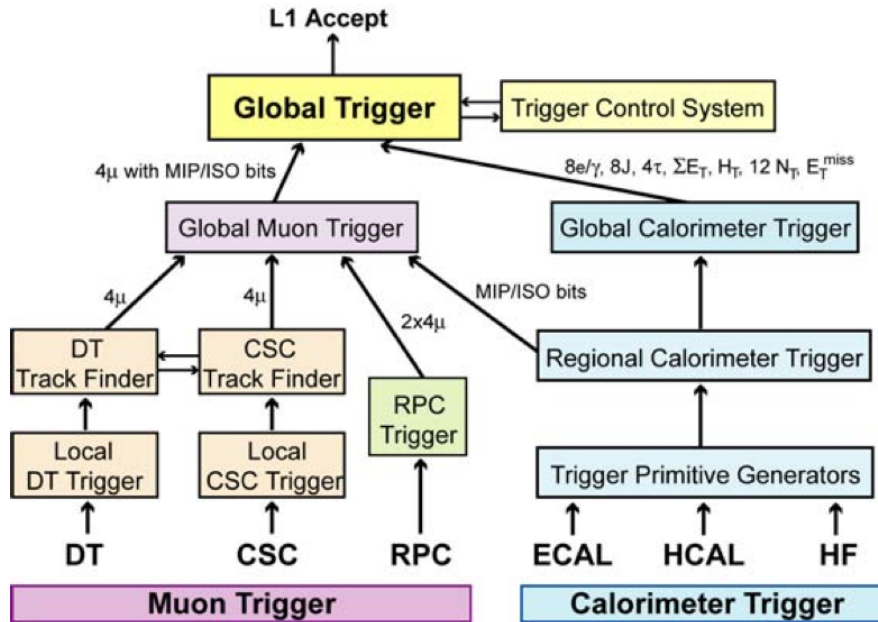 L1 Accept
Global Trigger
Trigger Control System
4μ with MIP/ISO bits
8e/γ, 8J, 4τ, ΣE_T, H_T, 12 N_T, E_T^miss
Global Muon Trigger
Global Calorimeter Trigger
4μ
4μ
2x4μ
MIP/ISO bits
DT
Track Finder
CSC
Track Finder
Regional Calorimeter Trigger
RPC
Trigger
Local
DT Trigger
Local
CSC Trigger
Trigger Primitive Generators
DT
CSC
RPC
ECAL
HCAL
HF
Muon Trigger
Calorimeter Trigger